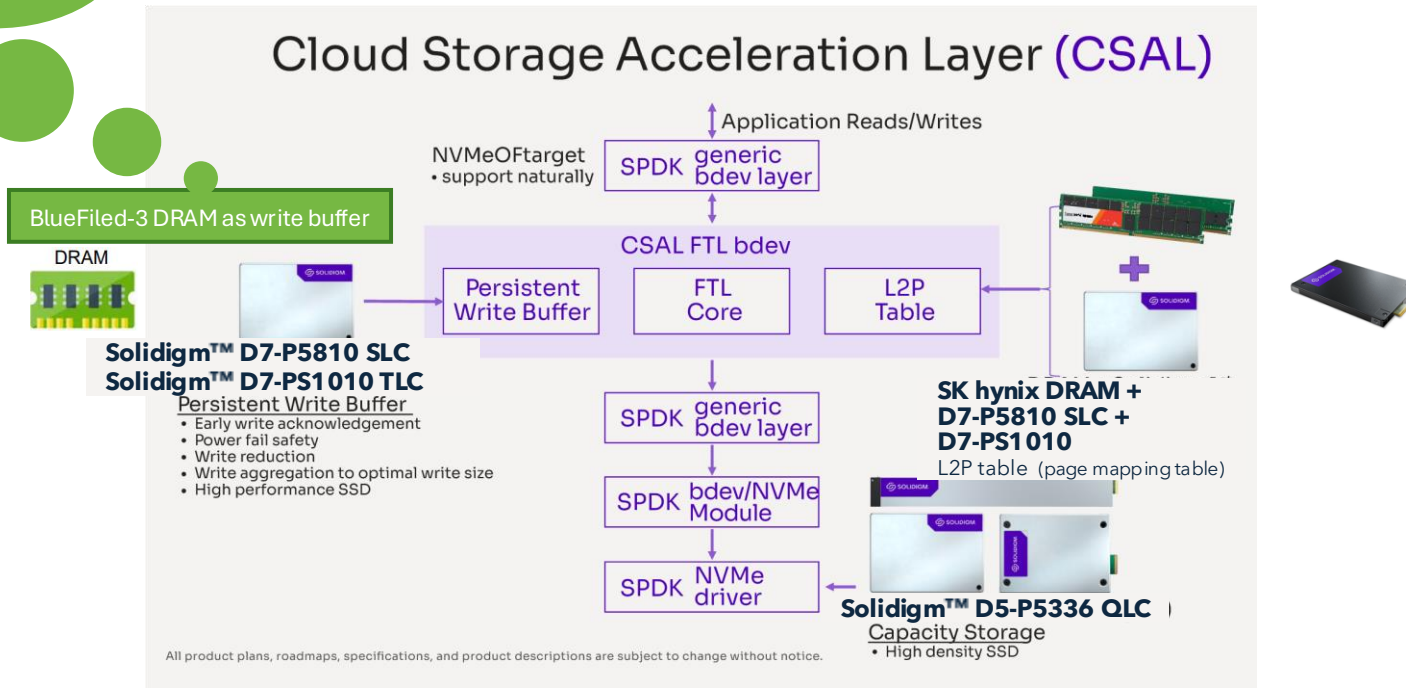 Cloud Storage Acceleration Layer (CSAL)
Application Reads/Writes
NVMeOFtarget
• support naturally
SPDK generic
bdev layer
BlueFiled-3 DRAM as write buffer
DRAM
SOLIDIGM
CSAL FTL bdev
Persistent
Write Buffer
FTL
Core
L2P
Table
SOLIDIGM
Solidigm™ D7-P5810 SLC
Solidigm™ D7-PS1010 TLC
Persistent Write Buffer
• Early write acknowledgement
• Power fail safety
• Write reduction
• Write aggregation to optimal write size
• High performance SSD
SK hynix DRAM +
D7-P5810 SLC +
D7-PS1010
L2P table (page mapping table)
SPDK generic
bdev layer
SPDK bdev/NVMe
Module
SPDK NVMe
driver
SOLIDIGM
SOLIDIGM
SOLIDIGM
Solidigm™ D5-P5336 QLC )
Capacity Storage
• High density SSD
All product plans, roadmaps, specifications, and product descriptions are subject to change without notice.